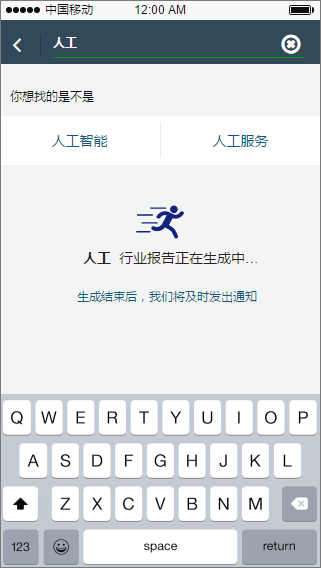 中国移动 12:00 AM
人工
你想找的是不是
人工智能 人工服务
人工 行业报告正在生成中...
生成结束后，我们将及时发出通知
Q W E R T Y U I O P
A S D F G H J K L
Z X C V B N M
123 space return